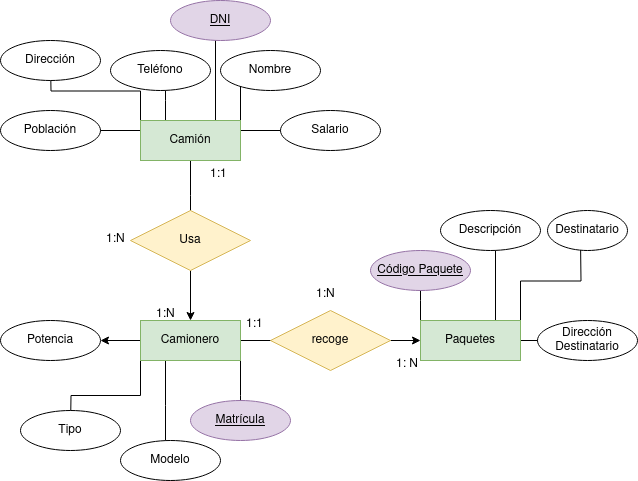 DNI
Dirección
Teléfono
Nombre
Población
Camión
Salario
1:1
1:N
Usa
Descripción
Destinatario
Código Paquete
1:N
1:N
1:1
Potencia
Camionero
recoge
Paquetes
Dirección
Destinatario
1: N
Tipo
Matrícula
Modelo